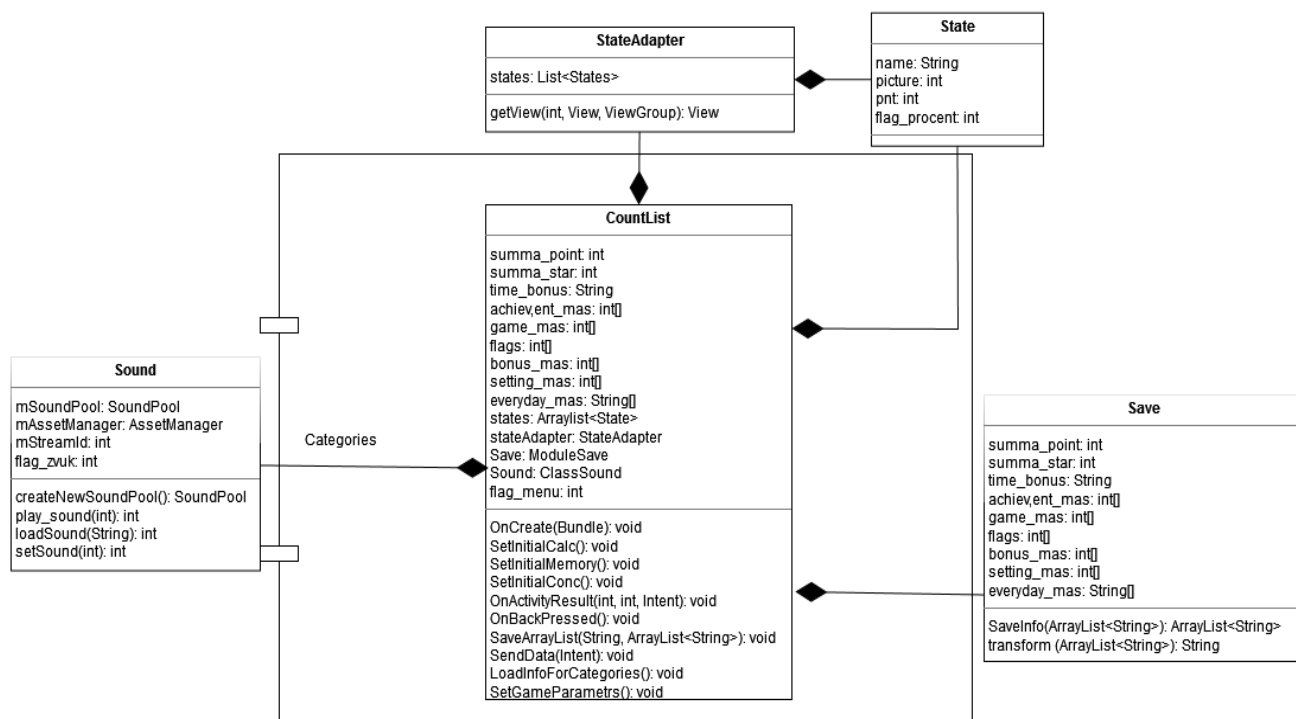 StateAdapter
states: List<States>
getView(int, View, ViewGroup): View
State
name: String
picture: int
pnt: int
flag_procent: int
CountList
summa_point: int
summa_star: int
time_bonus: String
achiev,ent_mas: int[]
game_mas: int[]
flags: int[]
bonus_mas: int[]
setting_mas: int[]
everyday_mas: String[]
states: Arraylist<State>
stateAdapter: StateAdapter
Save: ModuleSave
Sound: ClassSound
flag_menu: int
OnCreate(Bundle): void
SetInitialCalc(): void
SetInitialMemory(): void
SetInitialConc(): void
OnActivityResult(int, int, Intent): void
OnBackPressed(): void
SaveArrayList(String, ArrayList<String>): void
SendData(Intent): void
LoadInfoForCategories(): void
SetGameParametrs(): void
Sound
mSoundPool: SoundPool
mAssetManager: AssetManager
mStreamId: int
flag_zvuk: int
createNewSoundPool(): SoundPool
play_sound(int): int
loadSound(String): int
setSound(int): int
Categories
Save
summa_point: int
summa_star: int
time_bonus: String
achiev,ent_mas: int[]
game_mas: int[]
flags: int[]
bonus_mas: int[]
setting_mas: int[]
everyday_mas: String[]
SaveInfo(ArrayList<String>): ArrayList<String>
transform (ArrayList<String>): String